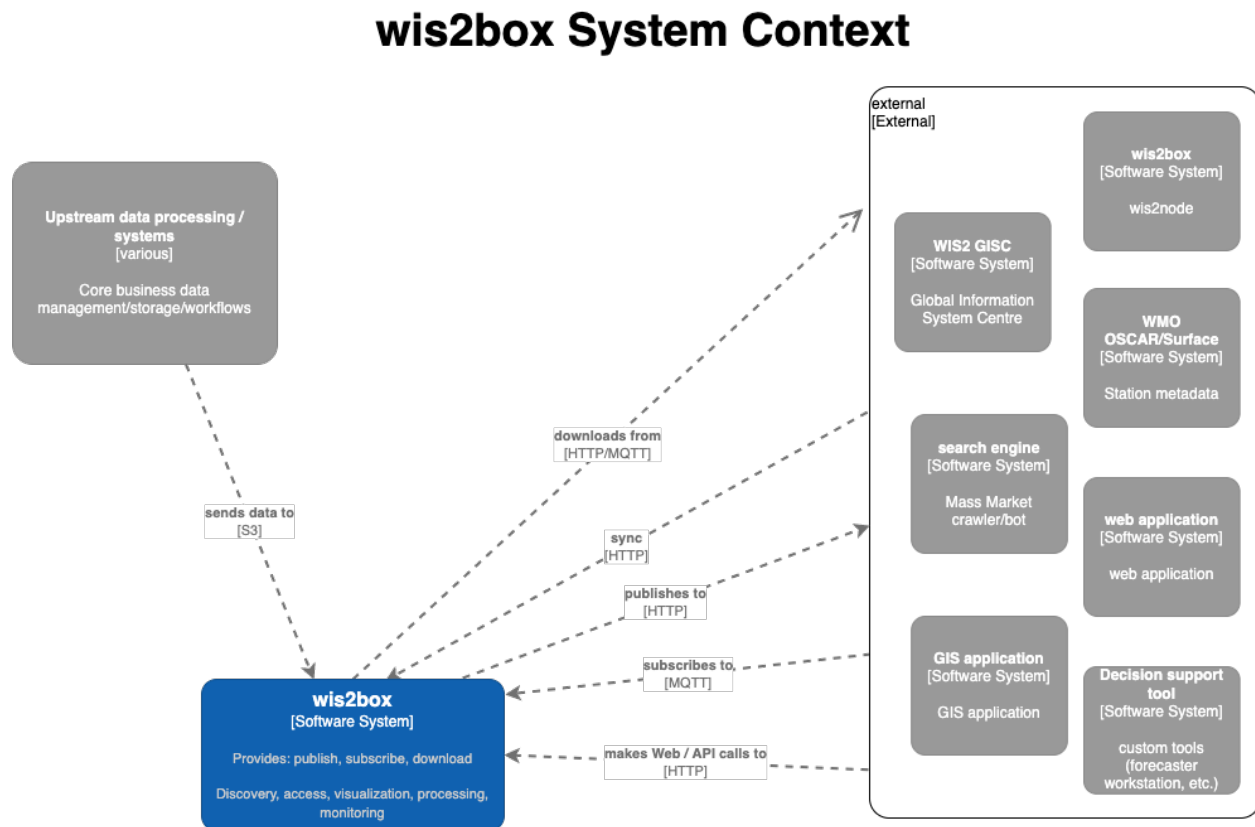 wis2box System Context
Upstream data processing /
systems
[various]
Core business data
management/storage/workflows
sends data to
[S3]
wis2box
[Software System]
Provides: publish, subscribe, download
Discovery, access, visualization, processing,
monitoring
downloads from
[HTTP/MQTT]
sync
[HTTP]
publishes to
[HTTP]
subscribes to
[MQTT]
makes Web / API calls to
[HTTP]
external
[External]
wis2box
[Software System]
wis2node
WIS2 GISC
[Software System]
Global Information
System Centre
WMO
OSCAR/Surface
[Software System]
Station metadata
search engine
[Software System]
Mass Market
crawler/bot
web application
[Software System]
web application
GIS application
[Software System]
GIS application
Decision support
tool
[Software System]
custom tools
(forecaster
workstation, etc.)